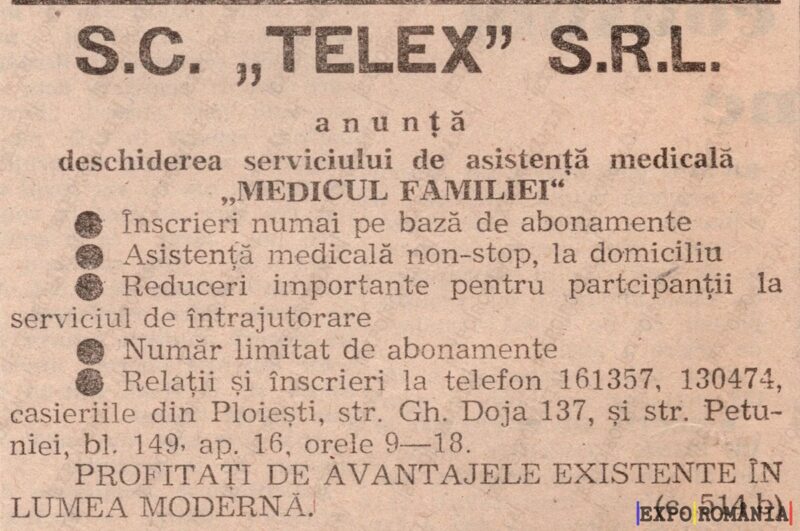 S.C. „TELEX” S.R.L.
anunță
deschiderea serviciului de asistență medicală
„MEDICUL FAMILIEI“
● Înscrieri numai pe bază de abonamente
● Asistență medicală non-stop, la domiciliu
● Reduceri importante pentru partcipanții la
serviciul de întrajutorare
● Număr limitat de abonamente
● Relații și înscrieri la telefon 161357, 130474,
casieriile din Ploiești, str. Gh. Doja 137, și str. Petu-
niei, bl. 149, ap. 16, orele 9—18.
PROFITAȚI DE AVANTAJELE EXISTENTE ÎN
LUMEA MODERNĂ.
(c. 514 b)
EXPO ROMÂNIA